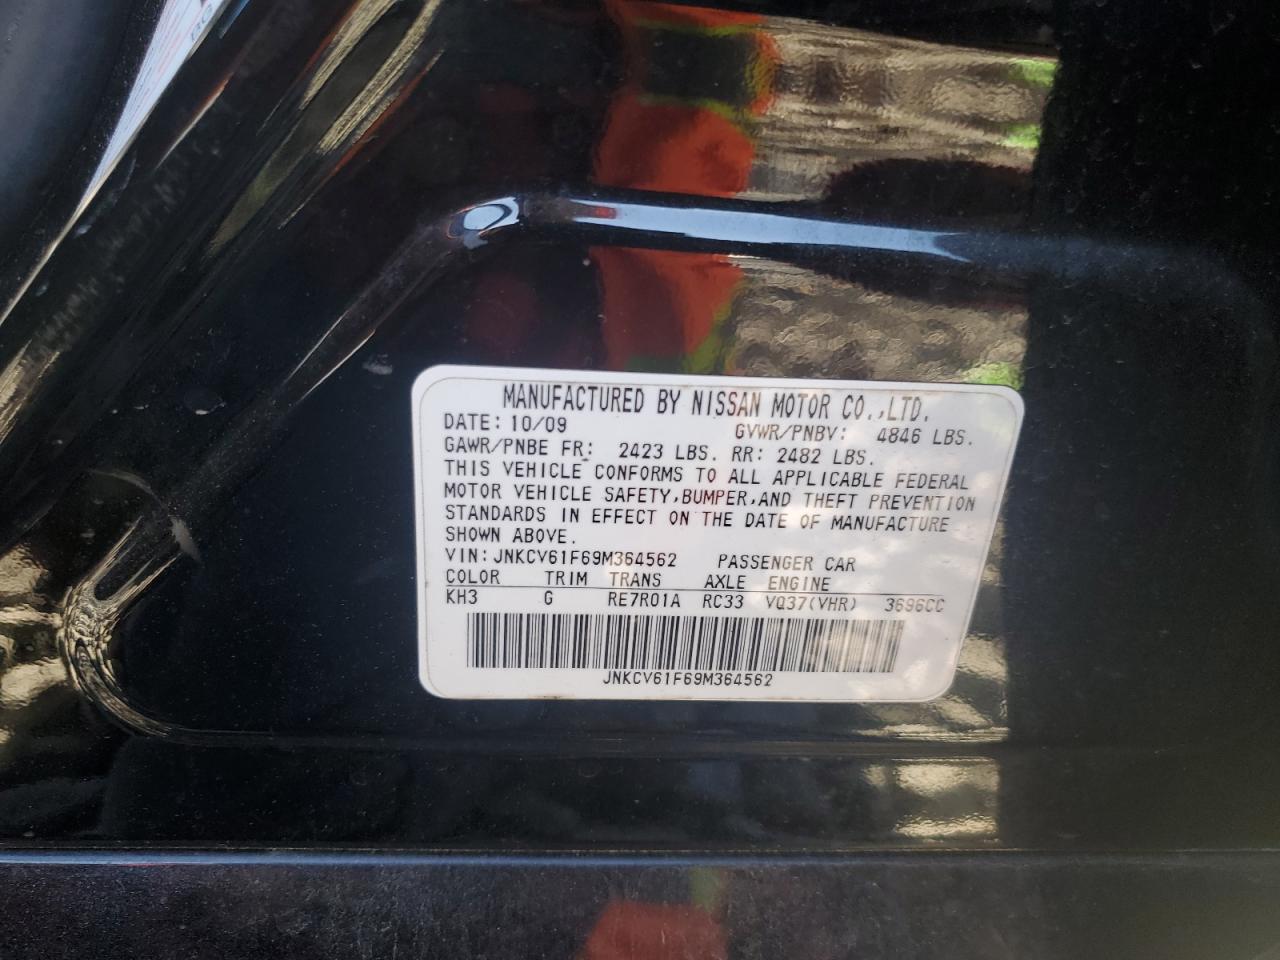 MANUFACTURED BY NISSAN MOTOR CO.,LTD.
DATE: 10/09 GVWR/PNBV: 4846 LBS.
GAWR/PNBE FR: 2423 LBS. RR: 2482 LBS.
THIS VEHICLE CONFORMS TO ALL APPLICABLE FEDERAL
MOTOR VEHICLE SAFETY,BUMPER,AND THEFT PREVENTION
STANDARDS IN EFFECT ON THE DATE OF MANUFACTURE
SHOWN ABOVE.
VIN: JNKCV61F69M364562 PASSENGER CAR
COLOR TRIM TRANS AXLE ENGINE
KH3 G RE7R01A RC33 VQ37(VHR) 3696CC
JNKCV61F69M364562